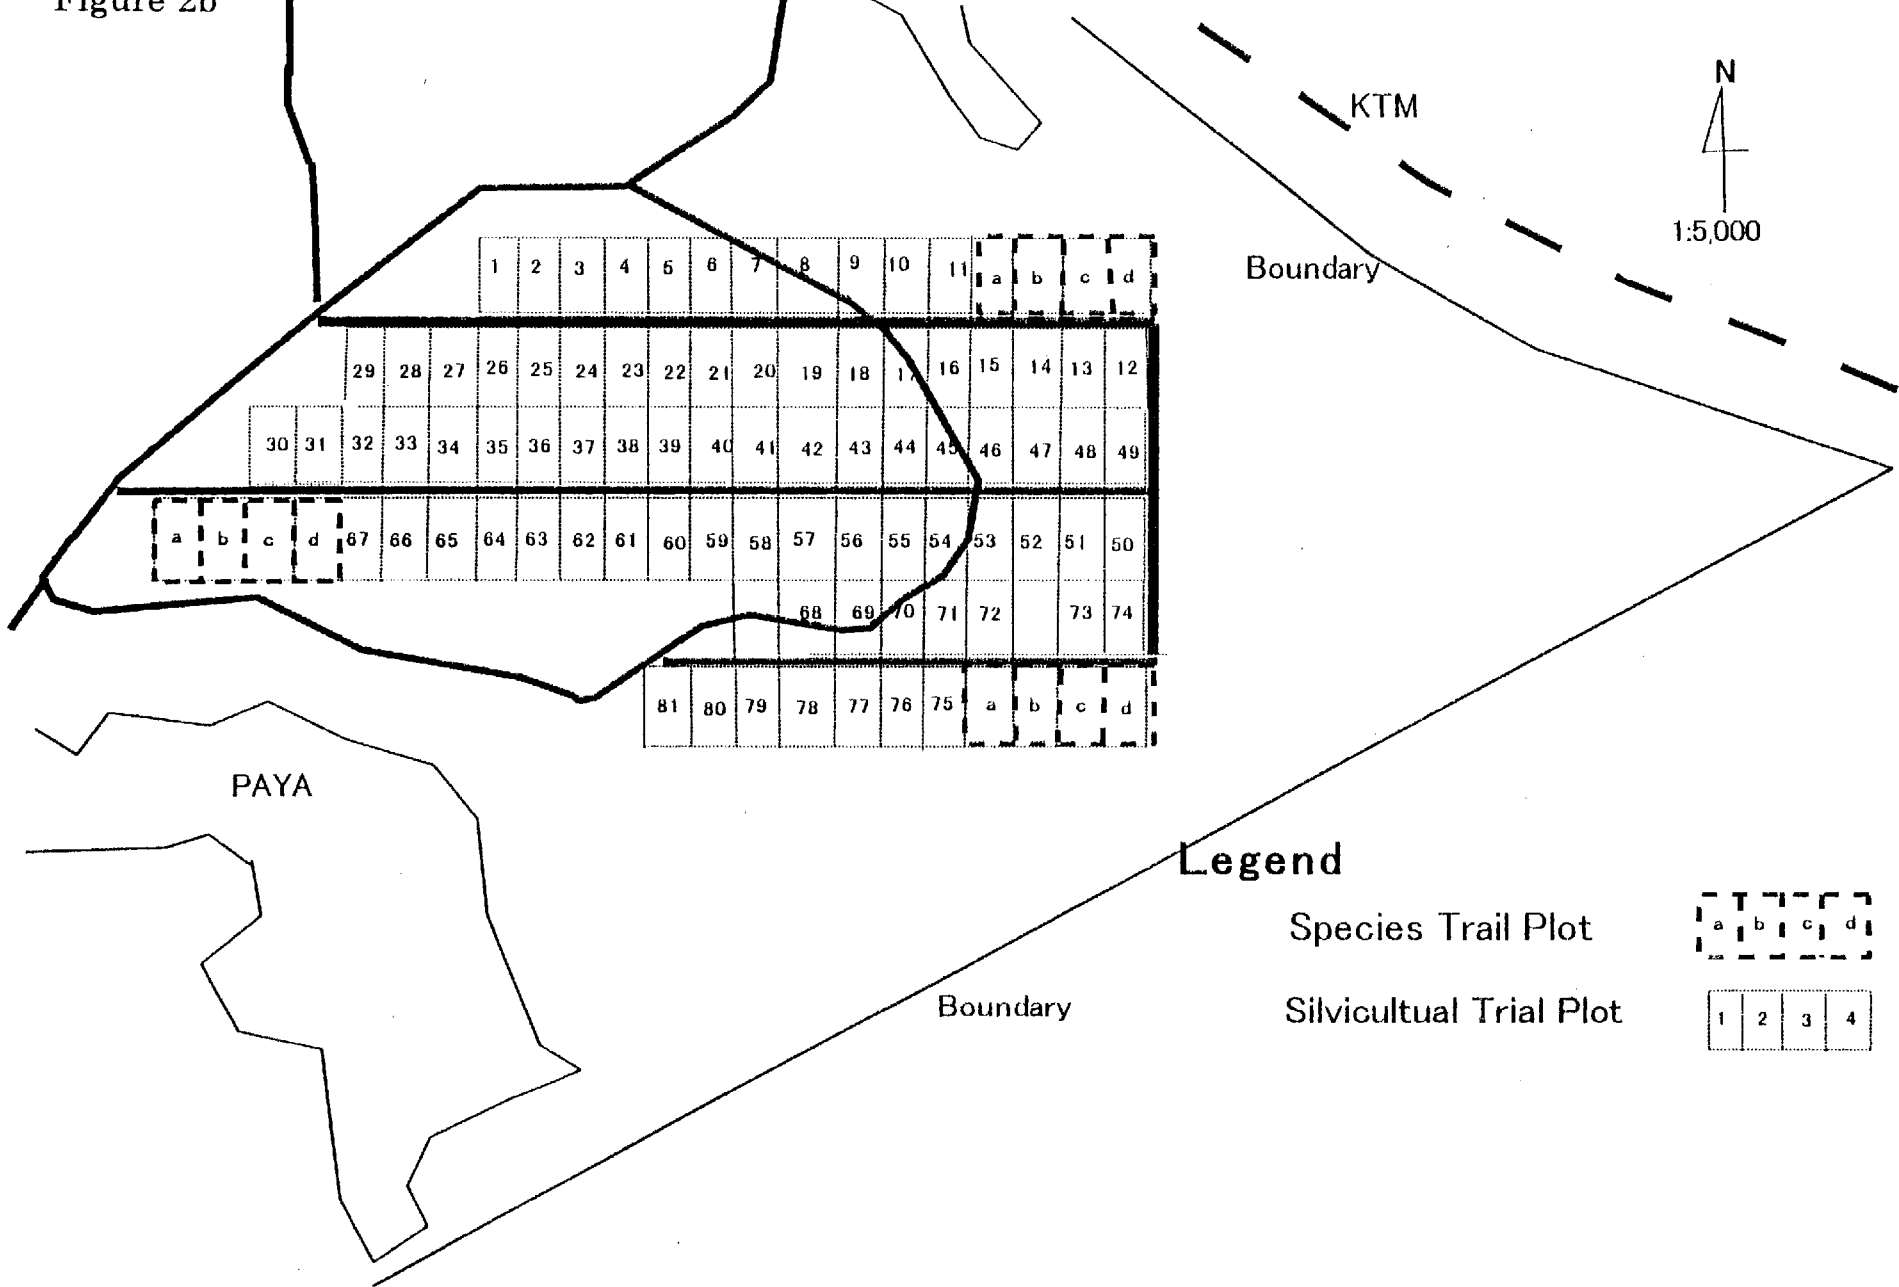 Figure 2b
KTM
N
1:5,000
Boundary
1 2 3 4 5 6 7 8 9 10 11 a b c d
29 28 27 26 25 24 23 22 21 20 19 18 17 16 15 14 13 12
30 31 32 33 34 35 36 37 38 39 40 41 42 43 44 45 46 47 48 49
a b c d 67 66 65 64 63 62 61 60 59 58 57 56 55 54 53 52 51 50
68 69 70 71 72 73 74
81 80 79 78 77 76 75 a b c d
PAYA
Legend
Species Trail Plot a b c d
Boundary
Silvicultual Trial Plot 1 2 3 4